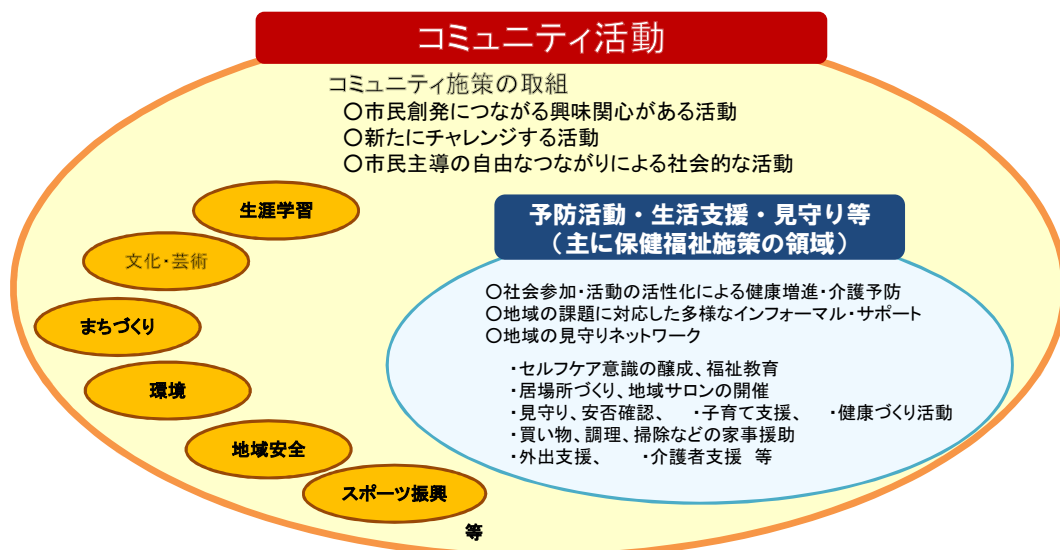 コミュニティ活動
コミュニティ施策の取組
〇市民創発につながる興味関心がある活動
〇新たにチャレンジする活動
〇市民主導の自由なつながりによる社会的な活動
生涯学習
文化・芸術
まちづくり
環境
地域安全
スポーツ振興
等
予防活動・生活支援・見守り等
（主に保健福祉施策の領域）
〇社会参加・活動の活性化による健康増進・介護予防
〇地域の課題に対応した多様なインフォーマル・サポート
〇地域の見守りネットワーク
・セルフケア意識の醸成、福祉教育
・居場所づくり、地域サロンの開催
・見守り、安否確認、　・子育て支援、　・健康づくり活動
・買い物、調理、掃除などの家事援助
・外出支援、　・介護者支援 等